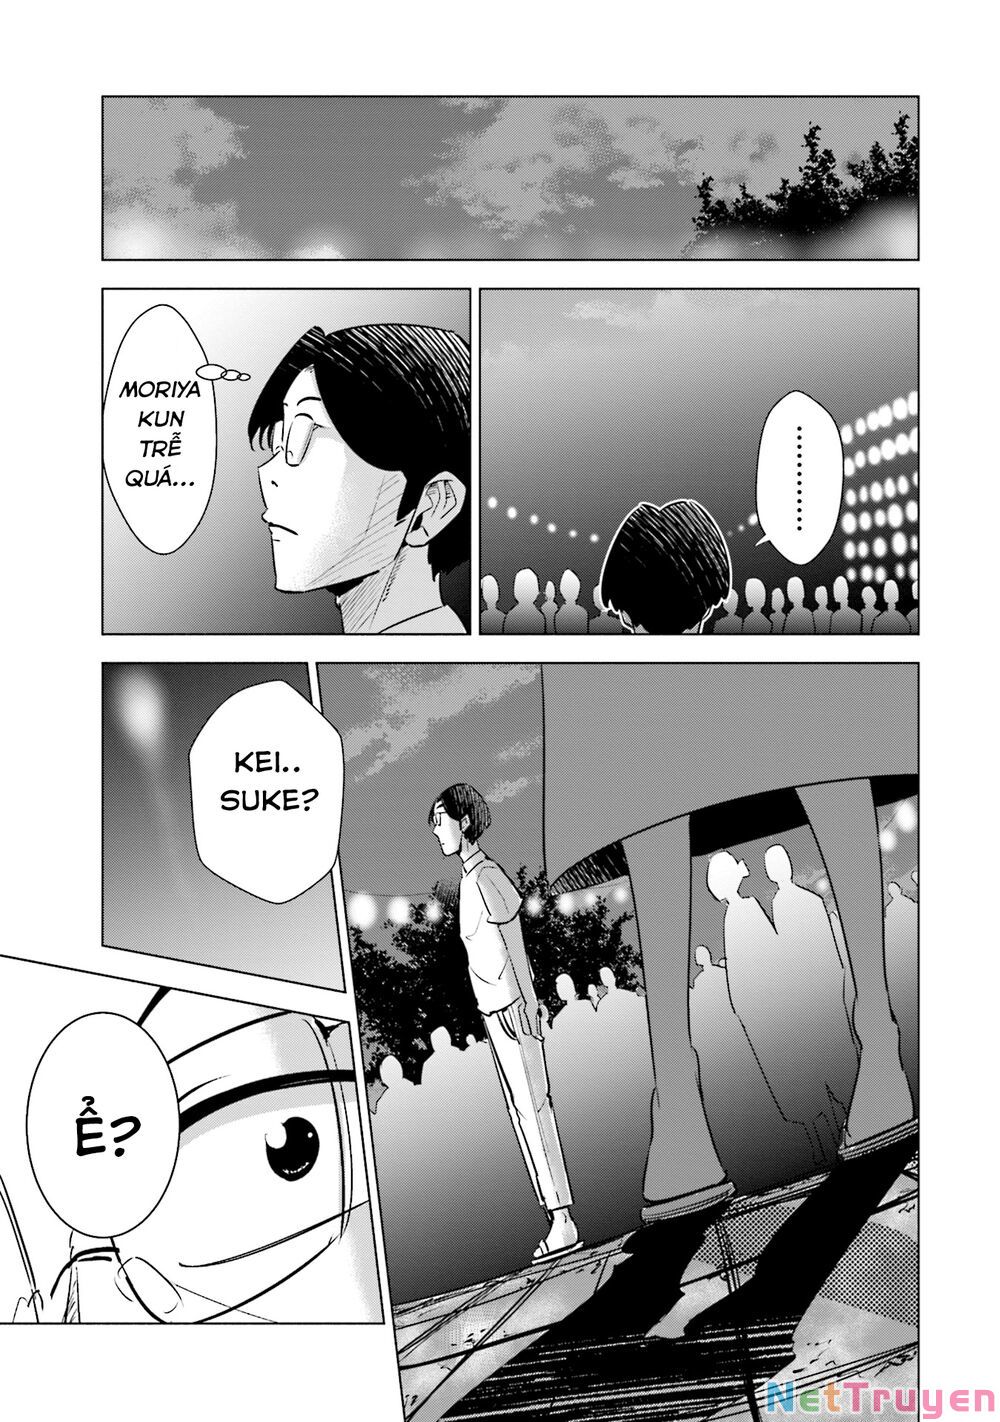 ..........
MORIYA
KUN
TRỄ
QUÁ...
KEI..
SUKE?
Ể?
NetTruyen